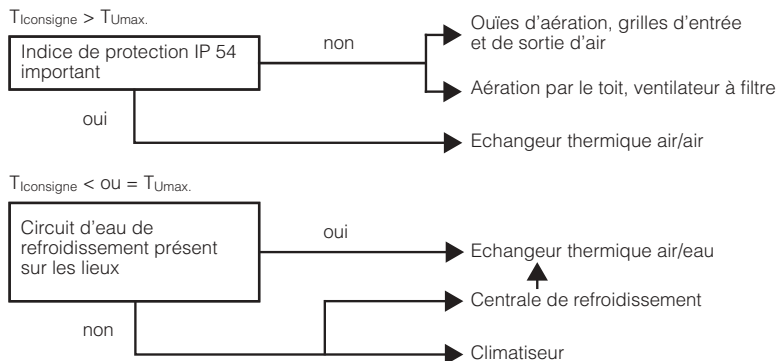 TIconsigne > TUmax.
Indice de protection IP 54
important
non
oui
Ouïes d'aération, grilles d'entrée
et de sortie d'air
Aération par le toit, ventilateur à filtre
Echangeur thermique air/air
TIconsigne < ou = TUmax.
Circuit d'eau de
refroidissement présent
sur les lieux
oui
non
Echangeur thermique air/eau
Centrale de refroidissement
Climatiseur